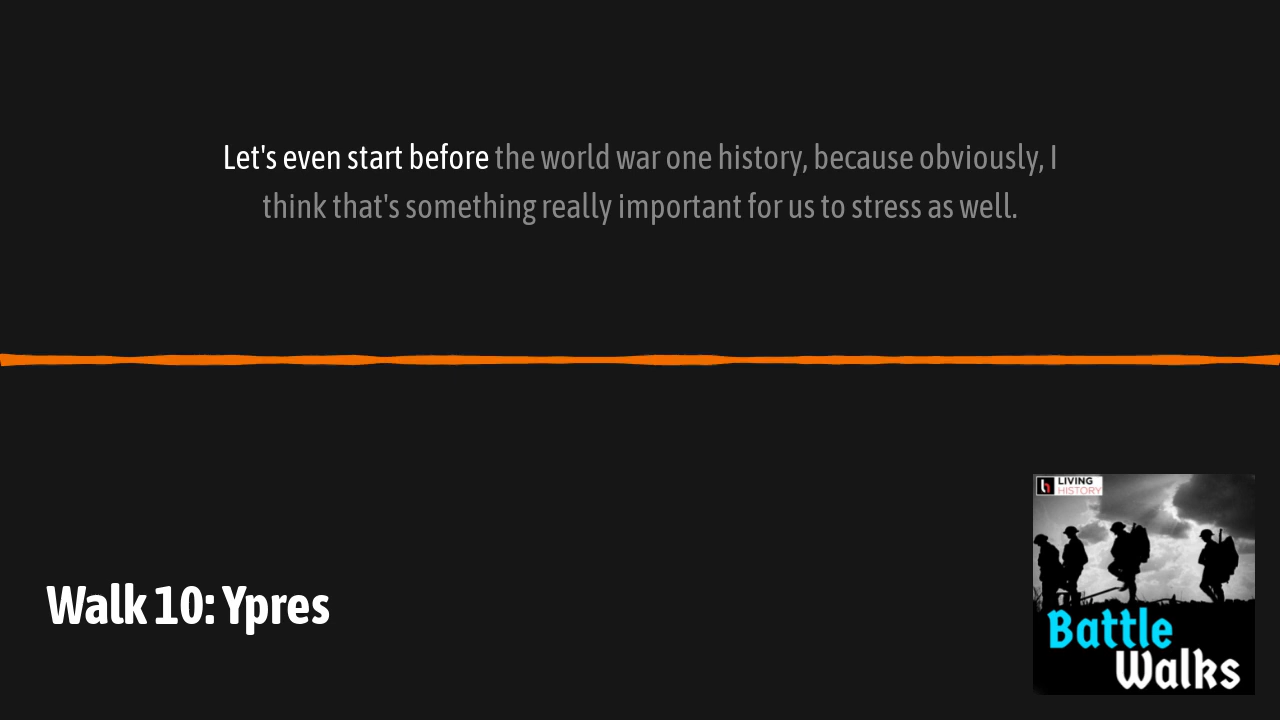 Let's even start before the world war one history, because obviously, I
think that's something really important for us to stress as well.
Walk 10: Ypres
LIVING
HISTORY
Battle
Walks